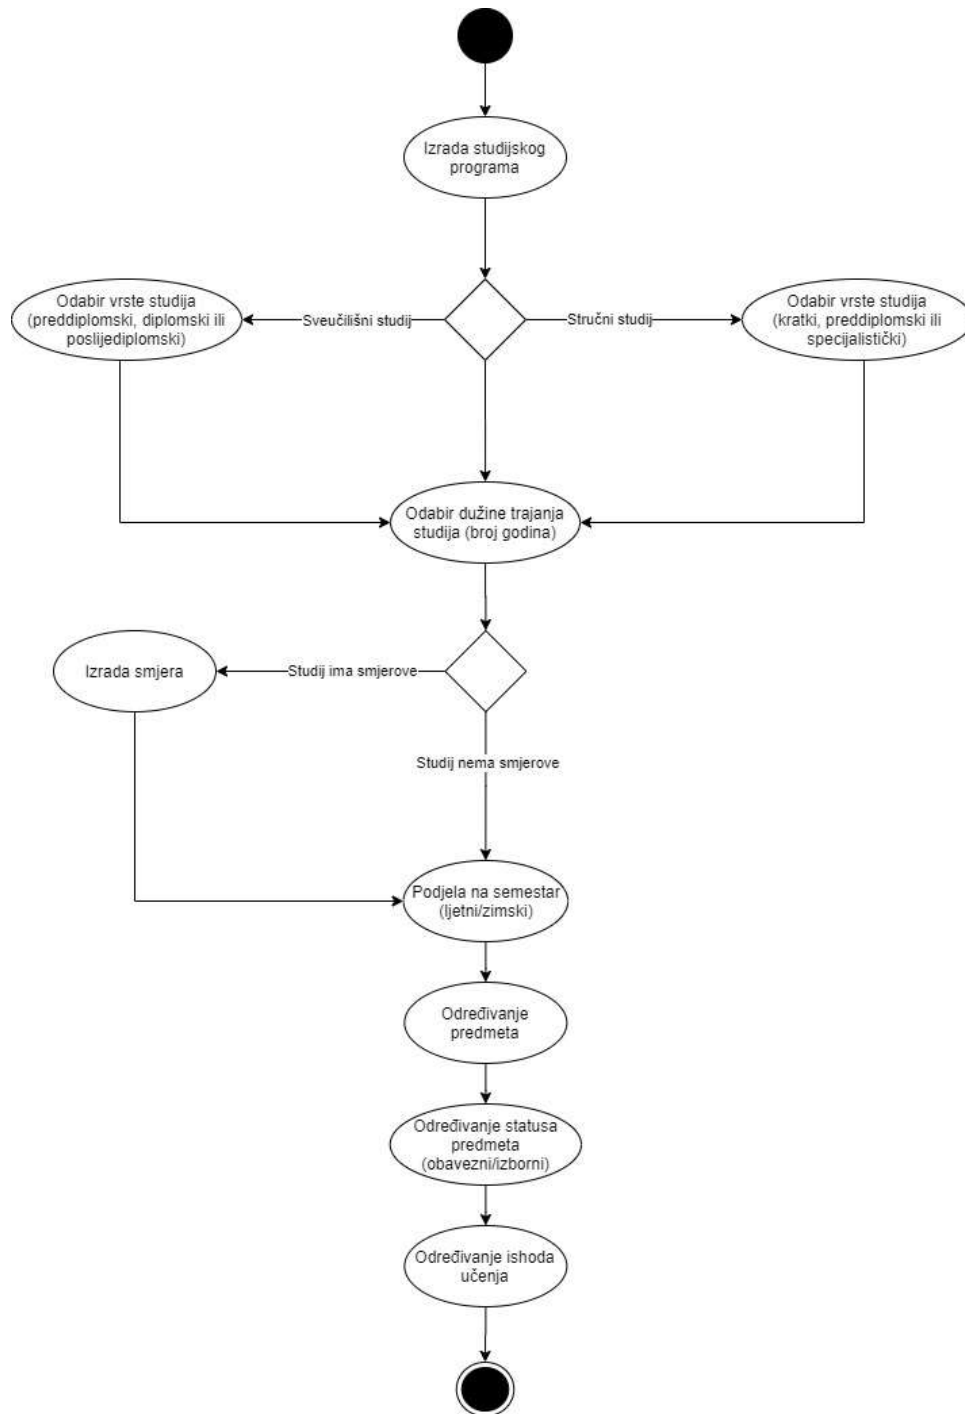 Izrada studijskog
programa
Odabir vrste studija
(preddiplomski, diplomski ili
poslijediplomski)
Sveučilišni studij
Stručni studij
Odabir vrste studija
(kratki, preddiplomski ili
specijalistički)
Odabir dužine trajanja
studija (broj godina)
Izrada smjera
Studij ima smjerove
Studij nema smjerove
Podjela na semestar
(ljetni/zimski)
Određivanje
predmeta
Određivanje statusa
predmeta
(obavezni/izborni)
Određivanje ishoda
učenja